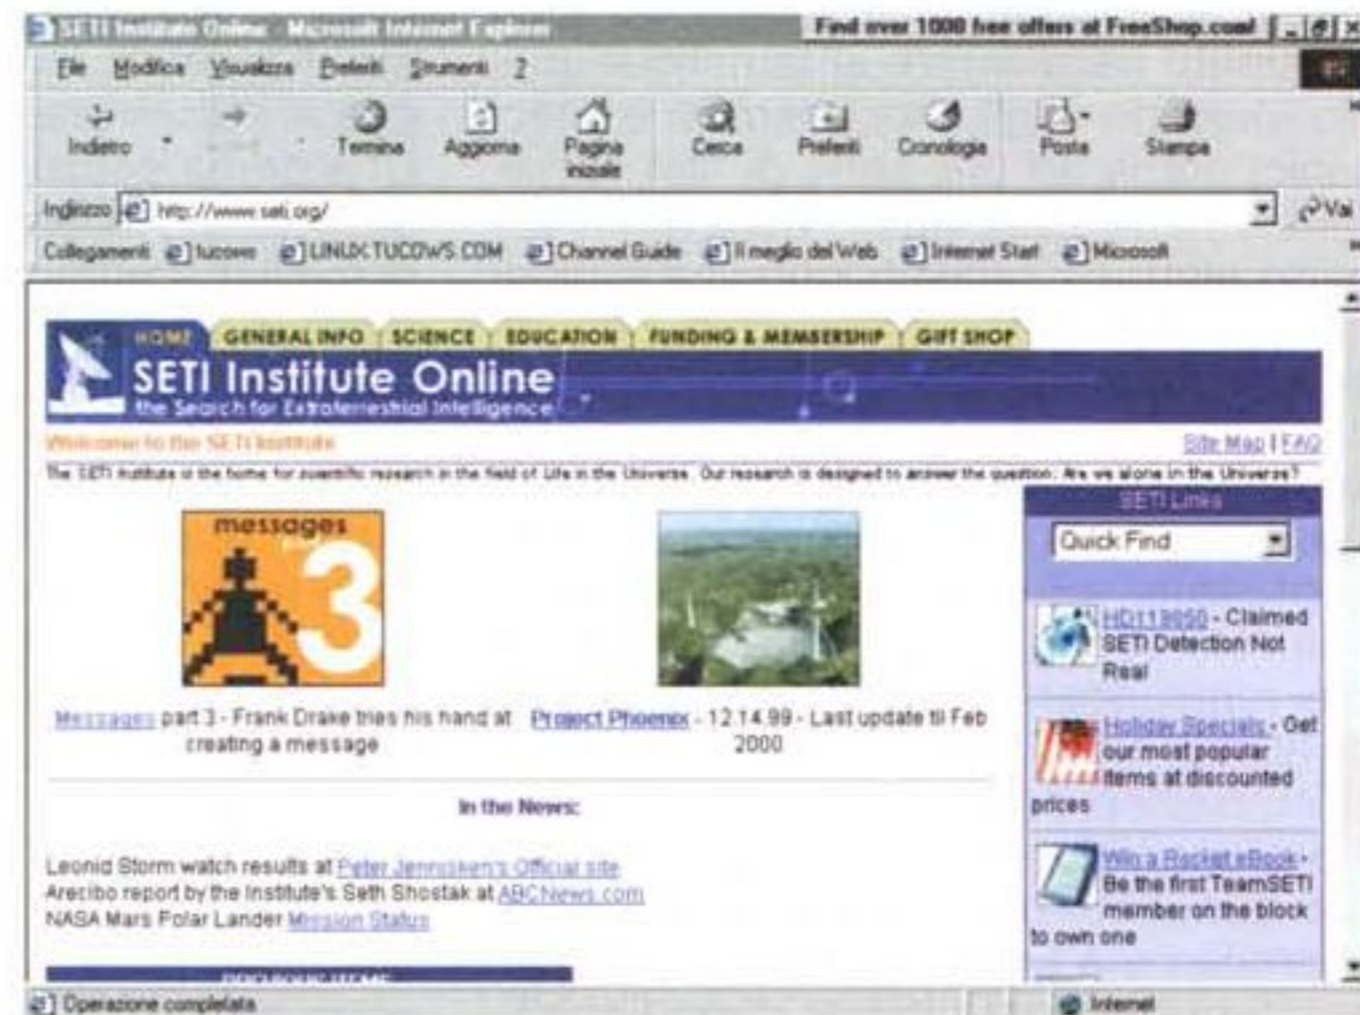 SETI Institute Online - Microsoft Internet Explorer
Find over 1000 free offers at FreeShop.com!
File Modifica Visualizza Preferiti Strumenti ?
Indietro Termina Aggiorna Pagina iniziale Cerca Preferiti Cronologia Posta Stampa
Indirizzo http://www.seti.org/ Vai
Collegamenti tucows LINUX.TUCOWS.COM Channel Guide Il meglio del Web Internet Start Microsoft
HOME GENERAL INFO SCIENCE EDUCATION FUNDING & MEMBERSHIP GIFT SHOP
SETI Institute Online
the Search for Extraterrestrial Intelligence
Welcome to the SETI Institute
Site Map | FAQ
The SETI Institute is the home for scientific research in the field of Life in the Universe. Our research is designed to answer the question, Are we alone in the Universe?
messages
3
Messages part 3 - Frank Drake tries his hand at
creating a message
Project Phoenix - 12.14.99 - Last update til Feb
2000
In the News:
Leonid Storm watch results at Peter Jennisken's Official site
Arecibo report by the Institute's Seth Shostak at ABCNews.com
NASA Mars Polar Lander Mission Status
SETI Links
Quick Find
- Claimed
SETI Detection Not
Real
Holiday Specials - Get
our most popular
items at discounted
prices
Win a Rocket eBook -
Be the first TeamSETI
member on the block
to own one
Operazione completata
Internet